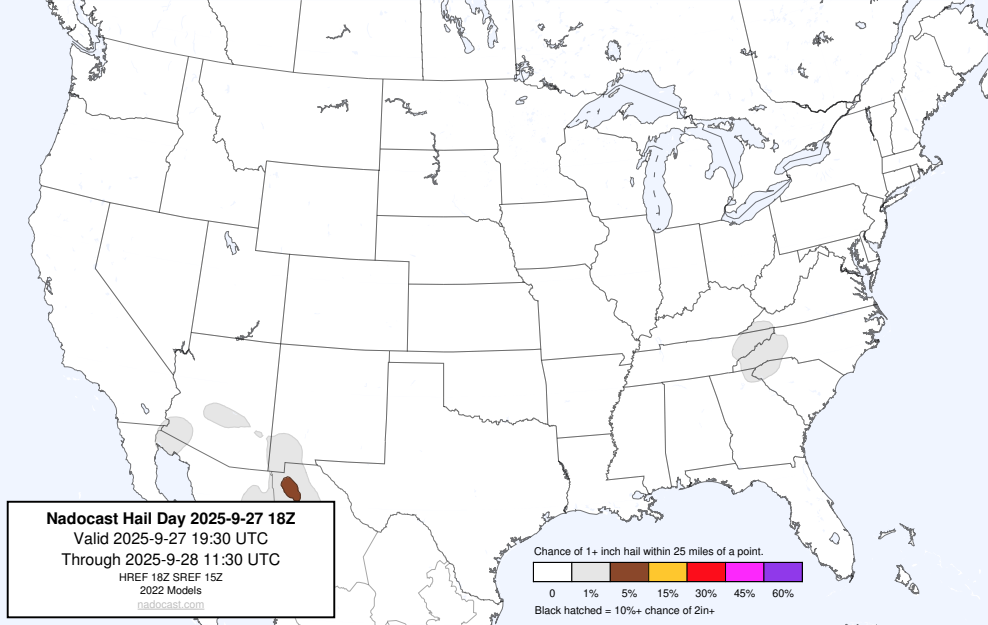 Nadocast Hail Day 2025-9-27 18Z
Valid 2025-9-27 19:30 UTC
Through 2025-9-28 11:30 UTC
HREF 18Z SREF 15Z
2022 Models
nadocast.com
Chance of 1+ inch hail within 25 miles of a point.
0 1% 5% 15% 30% 45% 60%
Black hatched = 10%+ chance of 2in+